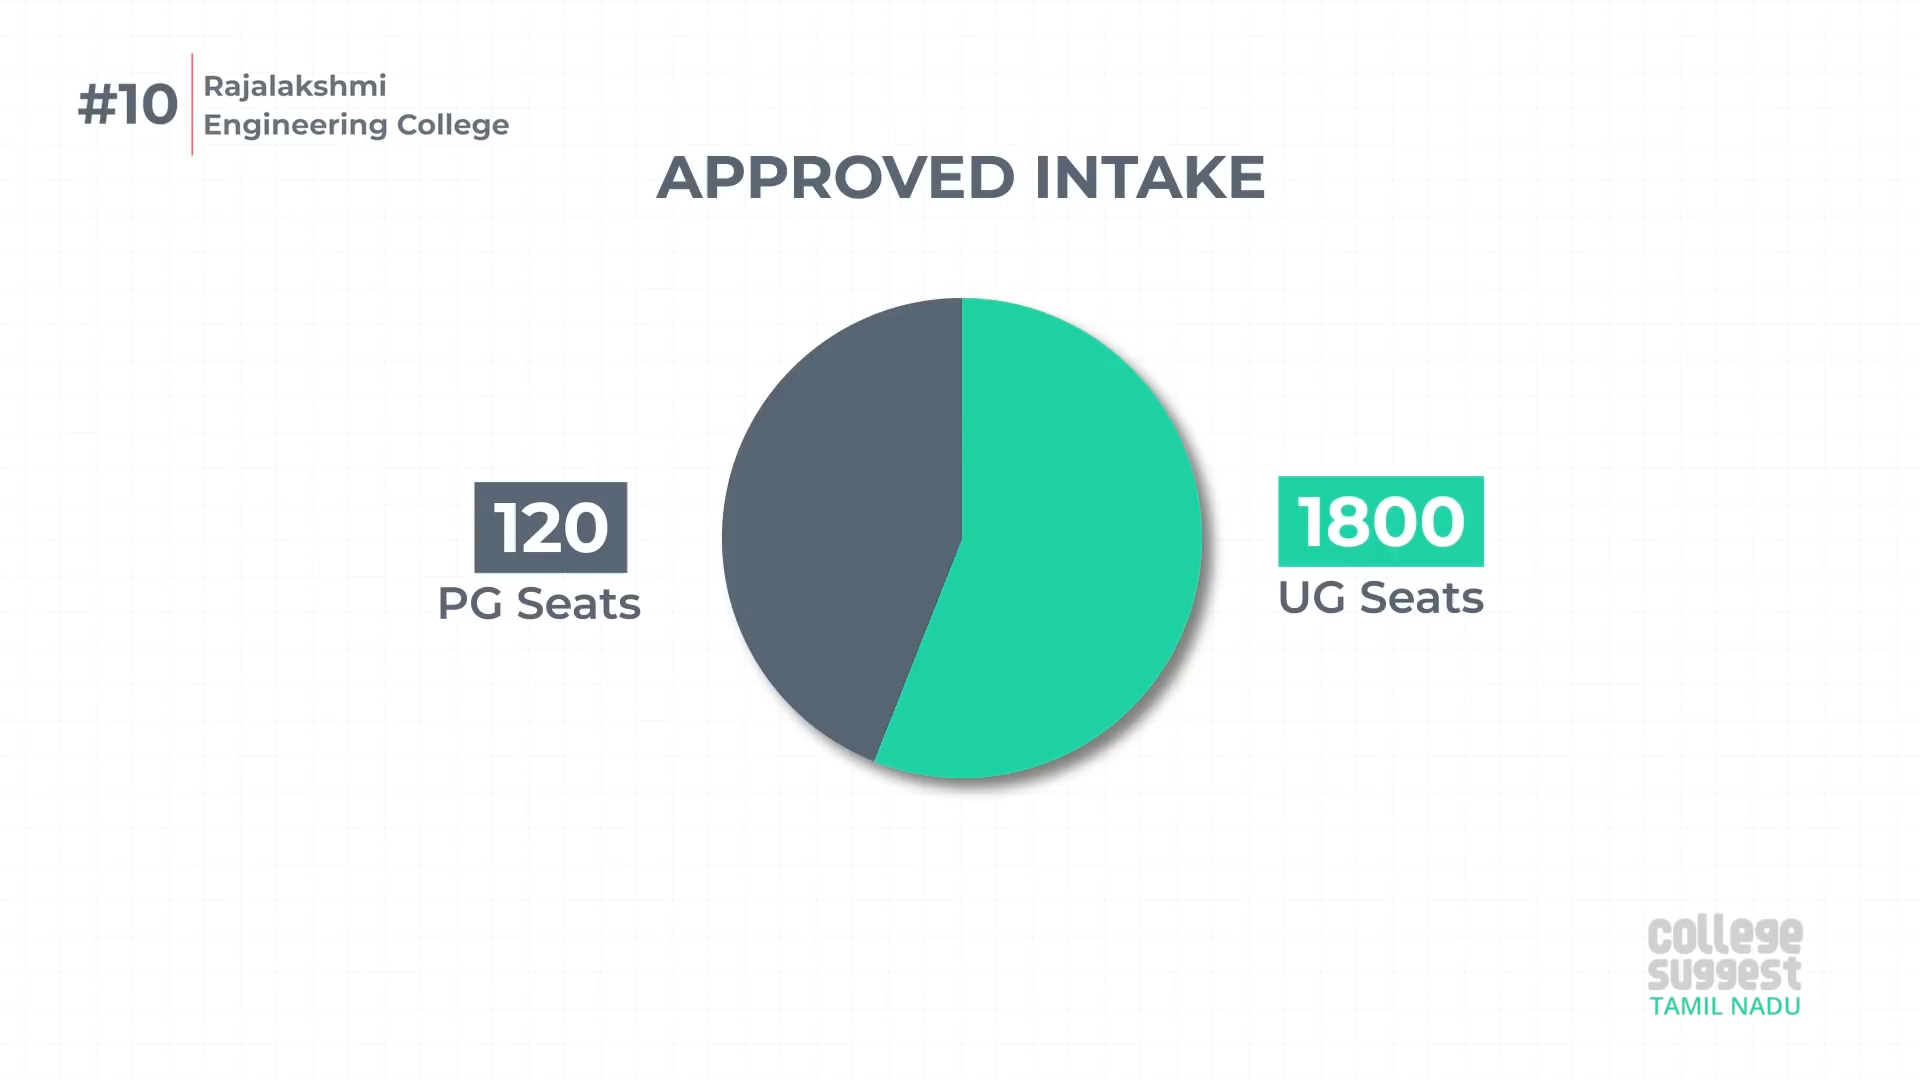 #10
Rajalakshmi
Engineering College
APPROVED INTAKE
120
PG Seats
1800
UG Seats
college
suggest
TAMIL NADU